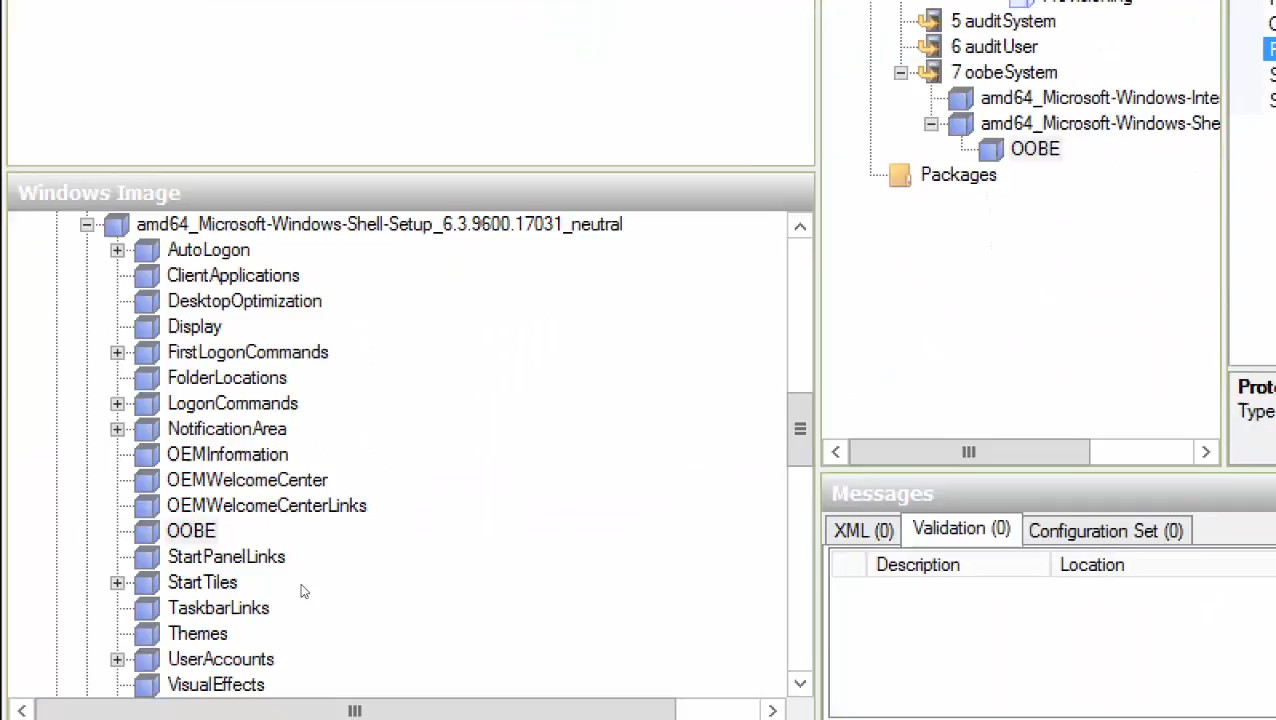 Windows Image
amd64_Microsoft-Windows-Shell-Setup_6.3.9600.17031_neutral
AutoLogon
ClientApplications
DesktopOptimization
Display
FirstLogonCommands
FolderLocations
LogonCommands
NotificationArea
OEMInformation
OEMWelcomeCenter
OEMWelcomeCenterLinks
OOBE
StartPanelLinks
StartTiles
TaskbarLinks
Themes
UserAccounts
VisualEffects
5 auditSystem
6 auditUser
7 oobeSystem
amd64_Microsoft-Windows-Inte
amd64_Microsoft-Windows-She
OOBE
Packages
Messages
XML (0) Validation (0) Configuration Set (0)
Description Location
Prote
Type